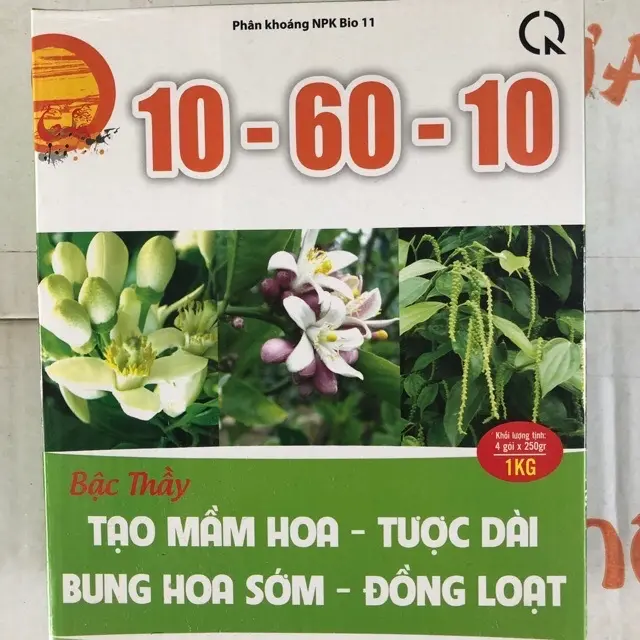 Phân khoáng NPK Bio 11
10 - 60 - 10
Khối lượng tịnh:
4 gói x 250gr
1KG
Bậc Thầy
TẠO MẦM HOA - TƯỢC DÀI
BUNG HOA SỚM - ĐỒNG LOẠT